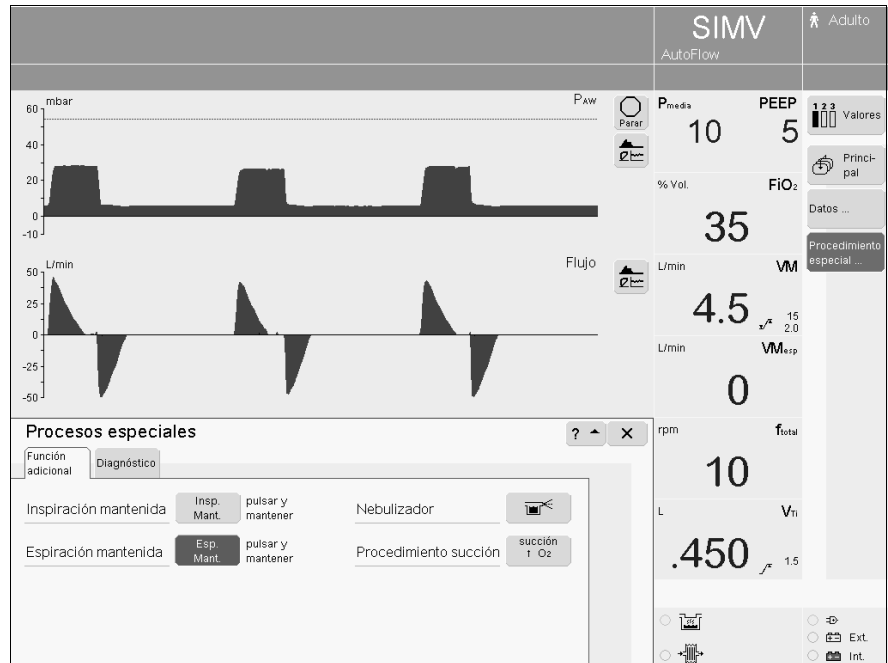 SIMV
AutoFlow
Adulto
mbar
PAW
60
40
20
0
-10
Parar
L/min
Flujo
50
25
0
-25
-50
Pmedia PEEP
10 5
% Vol. FiO2
35
L/min VM
4.5
15
2.0
L/min VMesp
0
rpm ftotal
10
L VTi
.450
1.5
1 2 3
Valores
Princi-
pal
Datos ...
Procedimiento
especial ...
Procesos especiales
?
Función
adicional
Diagnóstico
Inspiración mantenida
Insp.
Mant.
pulsar y
mantener
Nebulizador
Espiración mantenida
Esp.
Mant.
pulsar y
mantener
Procedimiento succión
succión
↑ O2
Ext.
Int.